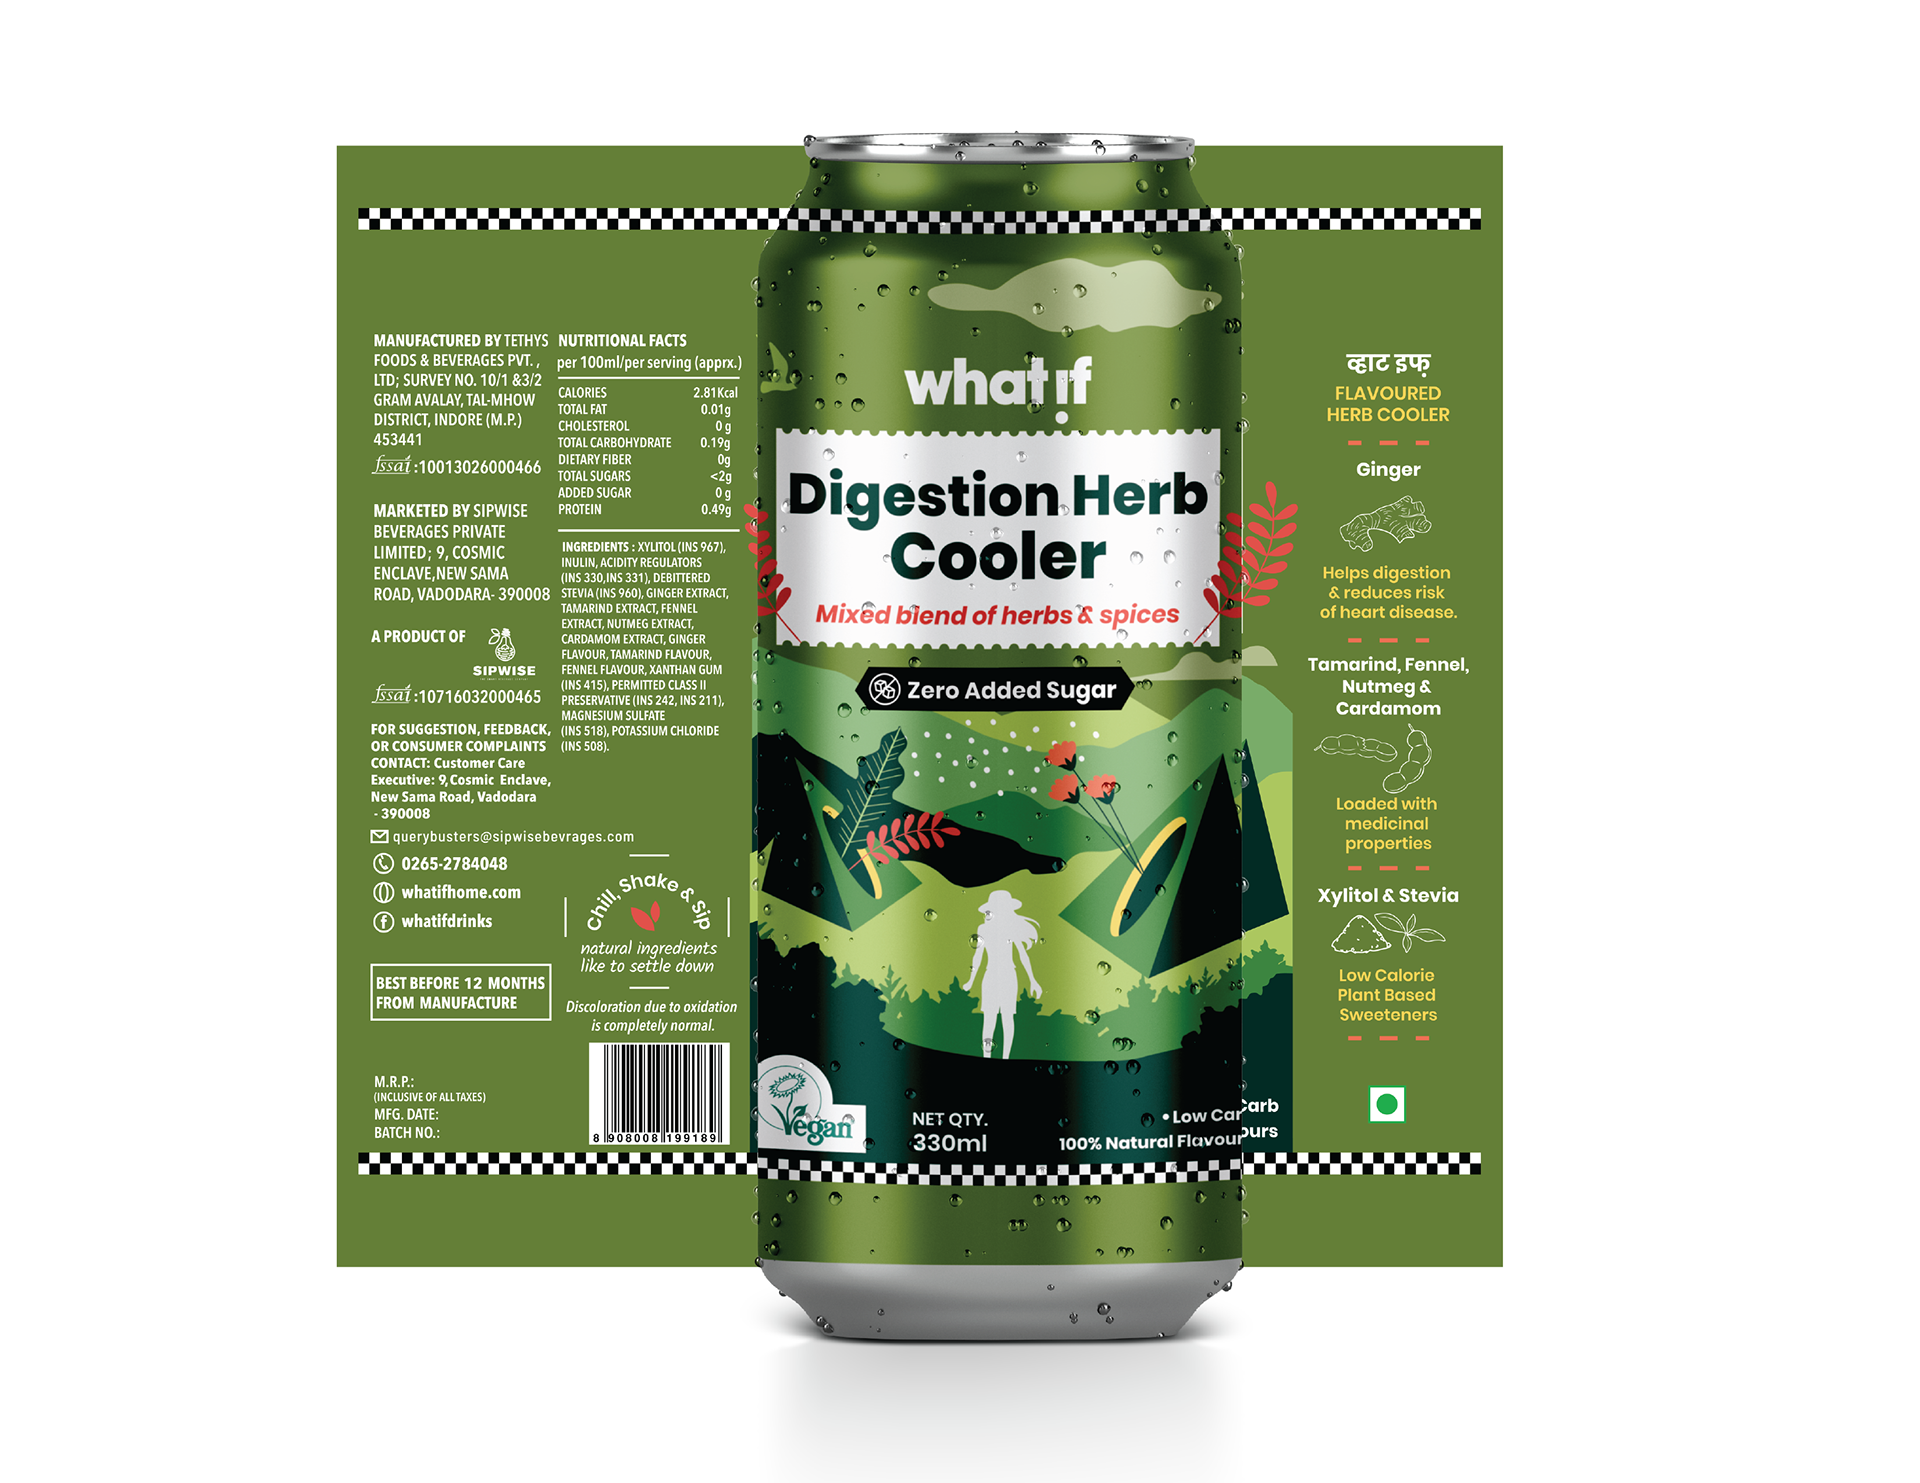 MANUFACTURED BY TETHYS
FOODS & BEVERAGES PVT. ,
LTD; SURVEY NO. 10/1 &3/2
GRAM AVALAY, TAL-MHOW
DISTRICT, INDORE (M.P.)
453441
fssai :10013026000466
MARKETED BY SIPWISE
BEVERAGES PRIVATE
LIMITED; 9, COSMIC
ENCLAVE,NEW SAMA
ROAD, VADODARA- 390008
A PRODUCT OF
SIPWISE
fssai :10716032000465
FOR SUGGESTION, FEEDBACK,
OR CONSUMER COMPLAINTS
CONTACT: Customer Care
Executive: 9,Cosmic Enclave,
New Sama Road, Vadodara
- 390008
querybusters@sipwisebevrages.com
0265-2784048
whatifhome.com
whatifdrinks
BEST BEFORE 12 MONTHS
FROM MANUFACTURE
M.R.P.:
(INCLUSIVE OF ALL TAXES)
MFG. DATE:
BATCH NO.:
NUTRITIONAL FACTS
per 100ml/per serving (apprx.)
CALORIES 2.81Kcal
TOTAL FAT 0.01g
CHOLESTEROL 0 g
TOTAL CARBOHYDRATE 0.19g
DIETARY FIBER 0g
TOTAL SUGARS <2g
ADDED SUGAR 0 g
PROTEIN 0.49g
INGREDIENTS : XYLITOL (INS 967),
INULIN, ACIDITY REGULATORS
(INS 330,INS 331), DEBITTERED
STEVIA (INS 960), GINGER EXTRACT,
TAMARIND EXTRACT, FENNEL
EXTRACT, NUTMEG EXTRACT,
CARDAMOM EXTRACT, GINGER
FLAVOUR, TAMARIND FLAVOUR,
FENNEL FLAVOUR, XANTHAN GUM
(INS 415), PERMITTED CLASS II
PRESERVATIVE (INS 242, INS 211),
MAGNESIUM SULFATE
(INS 518), POTASSIUM CHLORIDE
(INS 508).
Chill, Shake & Sip
natural ingredients
like to settle down
Discoloration due to oxidation
is completely normal.
8 908008 199189
what if
Digestion Herb
Cooler
Mixed blend of herbs & spices
Zero Added Sugar
Vegan
NET QTY.
330ml
• Low Car
100% Natural Flavour
Carb
ours
व्हाट इफ़
FLAVOURED
HERB COOLER
Ginger
Helps digestion
& reduces risk
of heart disease.
Tamarind, Fennel,
Nutmeg &
Cardamom
Loaded with
medicinal
properties
Xylitol & Stevia
Low Calorie
Plant Based
Sweeteners